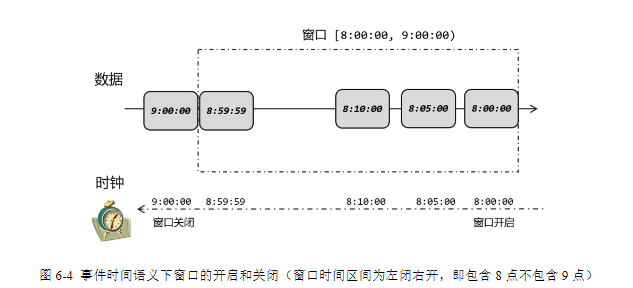 窗口 [8:00:00, 9:00:00)
数据
9:00:00 8:59:59 8:10:00 8:05:00 8:00:00
时钟
9:00:00 8:59:59 8:10:00 8:05:00 8:00:00
窗口关闭 窗口开启
图 6-4 事件时间语义下窗口的开启和关闭（窗口时间区间为左闭右开，即包含 8 点不包含 9 点）